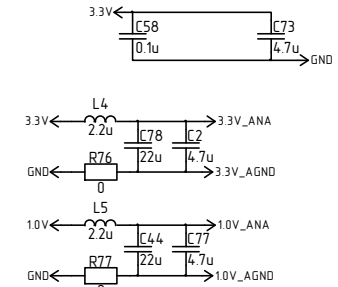 3.3V
C58
C73
0.1u
4.7u
GND
L4
3.3V
2.2u
3.3V_ANA
C78
C2
R76
22u
4.7u
GND
3.3V_AGND
0
L5
1.0V
2.2u
1.0V_ANA
C44
C77
R77
22u
4.7u
GND
1.0V_AGND